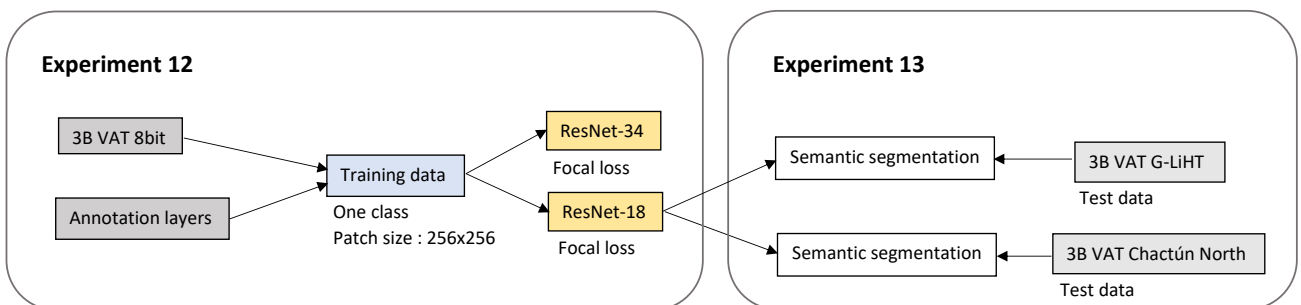 Experiment 12
3B VAT 8bit
Annotation layers
Training data
One class
Patch size : 256x256
ResNet-34
Focal loss
ResNet-18
Focal loss
Experiment 13
Semantic segmentation
3B VAT G-LiHT
Test data
Semantic segmentation
3B VAT Chactún North
Test data